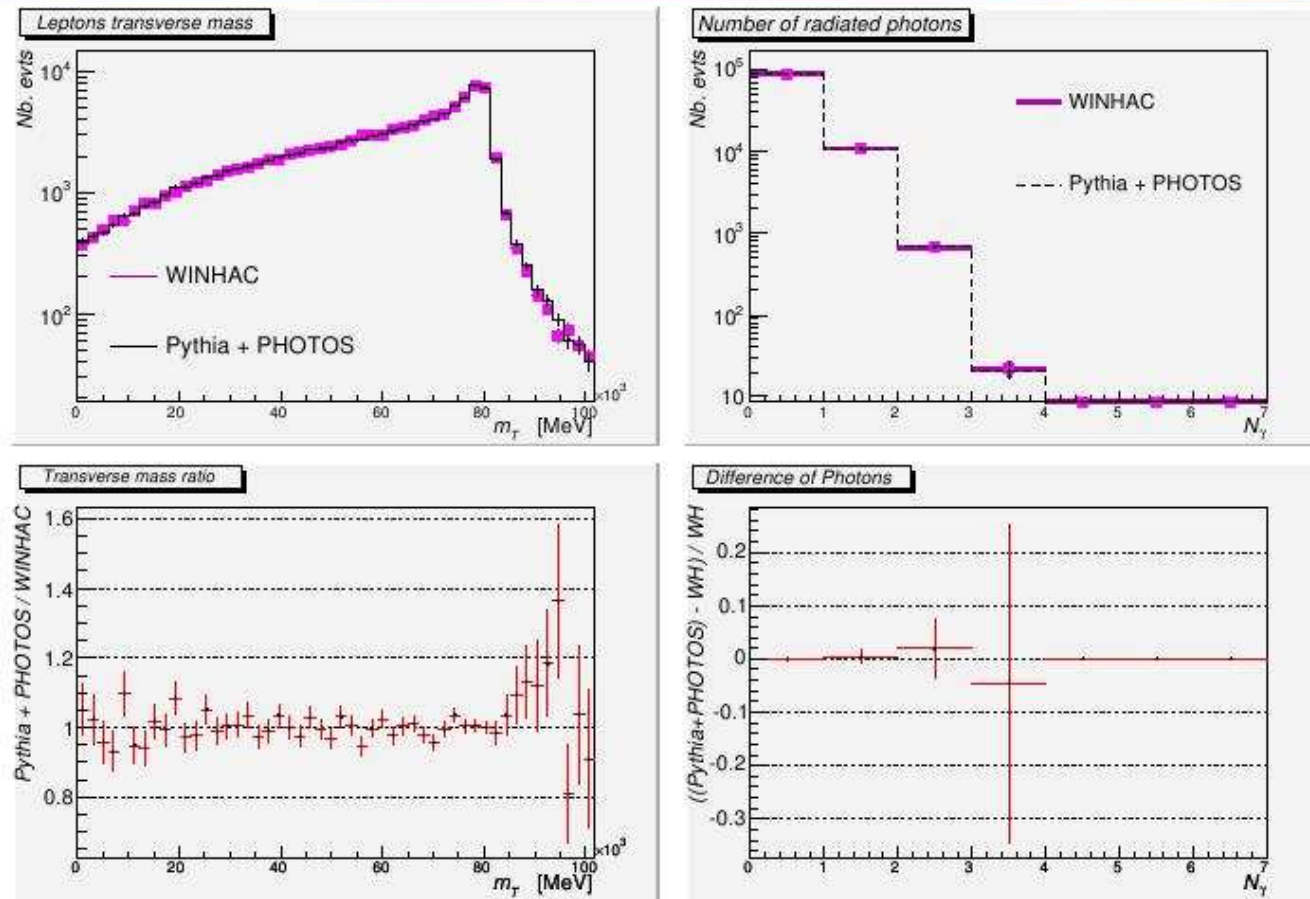 Leptons transverse mass
Nb. evts
10⁴
10³
10²
WINHAC
Pythia + PHOTOS
0 20 40 60 80 100
×10³
m_T [MeV]
Number of radiated photons
Nb. evts
10⁵
10⁴
10³
10²
10
WINHAC
Pythia + PHOTOS
0 1 2 3 4 5 6 7
N_γ
Transverse mass ratio
Pythia + PHOTOS / WINHAC
1.6
1.4
1.2
1
0.8
0 20 40 60 80 100
×10³
m_T [MeV]
Difference of Photons
((Pythia+PHOTOS) - WH) / WH
0.2
0.1
0
-0.1
-0.2
-0.3
0 1 2 3 4 5 6 7
N_γ